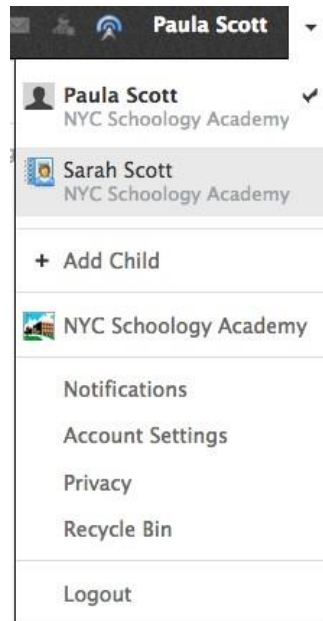 Paula Scott
Paula Scott
NYC Schoology Academy
Sarah Scott
NYC Schoology Academy
+ Add Child
NYC Schoology Academy
Notifications
Account Settings
Privacy
Recycle Bin
Logout